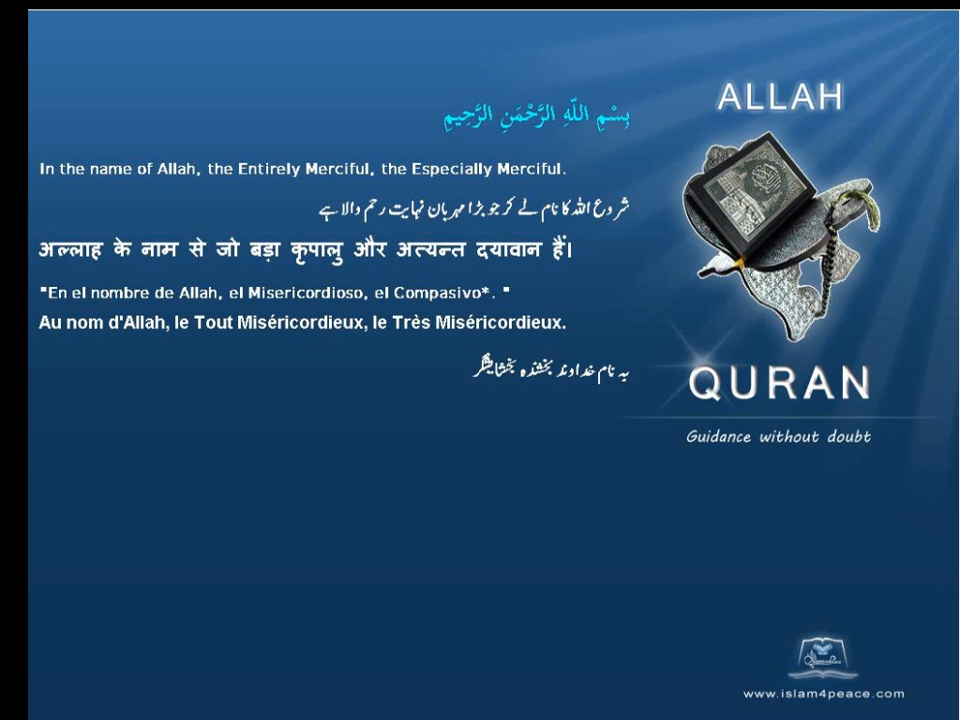 بِسْمِ اللَّهِ الرَّحْمَنِ الرَّحِيمِ
In the name of Allah, the Entirely Merciful, the Especially Merciful.
شروع الله کا نام لے کر جو بڑا مہربان نہایت رحم والا ہے
अल्लाह के नाम से जो बड़ा कृपालु और अत्यन्त दयावान हैं।
"En el nombre de Allah, el Misericordioso, el Compasivo*. "
Au nom d'Allah, le Tout Miséricordieux, le Très Miséricordieux.
به نام خداوند بخشنده بخشایشگر
ALLAH
QURAN
Guidance without doubt
www.islam4peace.com